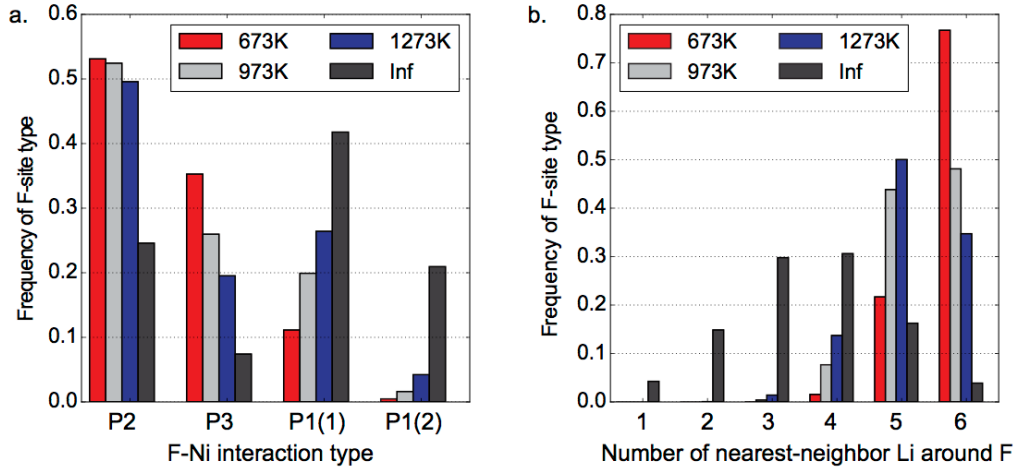 a.
Frequency of F-site type
0.6
0.5
0.4
0.3
0.2
0.1
0.0
673K 1273K
973K Inf
P2 P3 P1(1) P1(2)
F-Ni interaction type
b.
Frequency of F-site type
0.8
0.7
0.6
0.5
0.4
0.3
0.2
0.1
0.0
673K 1273K
973K Inf
1 2 3 4 5 6
Number of nearest-neighbor Li around F